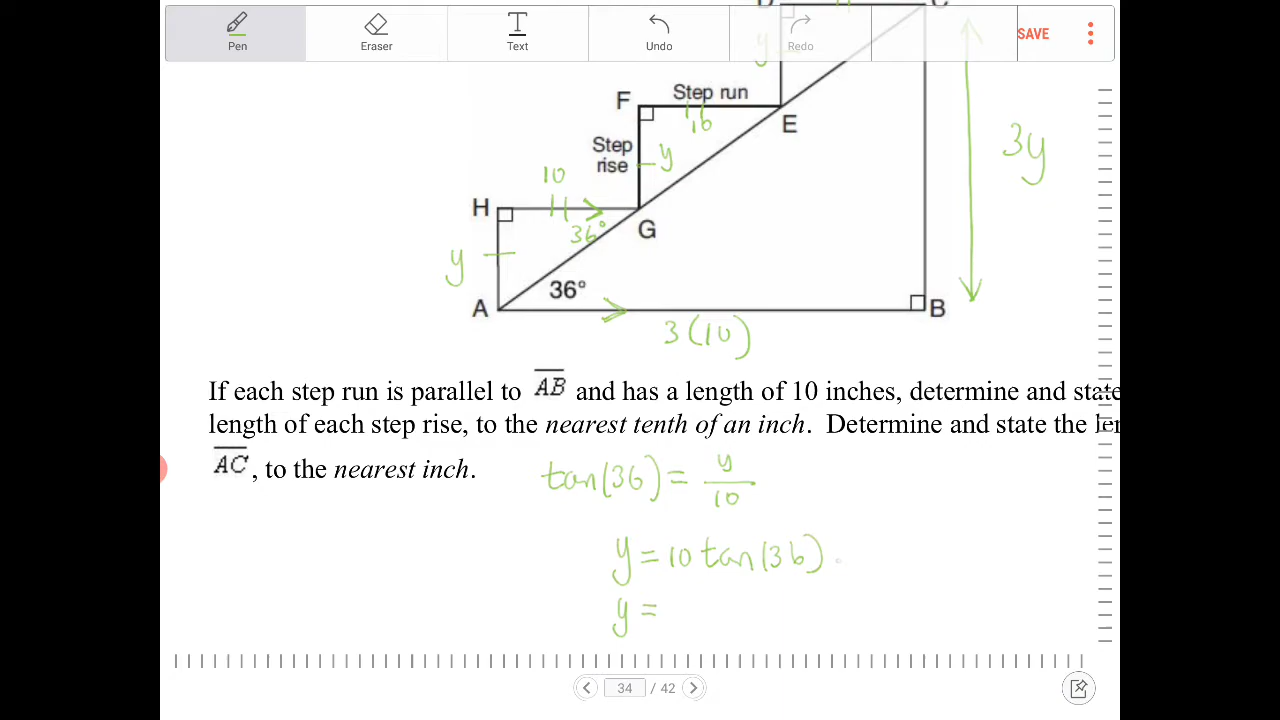 D C
Pen Eraser Text Undo Redo SAVE
y
F Step run
16
E
Step rise
y
3y
10
H
36°
G
y
36°
A B
3(10)
If each step run is parallel to AB and has a length of 10 inches, determine and state
length of each step rise, to the nearest tenth of an inch. Determine and state the len
AC, to the nearest inch.
tan(36) = y/10
y = 10 tan(36)
y =
34 / 42